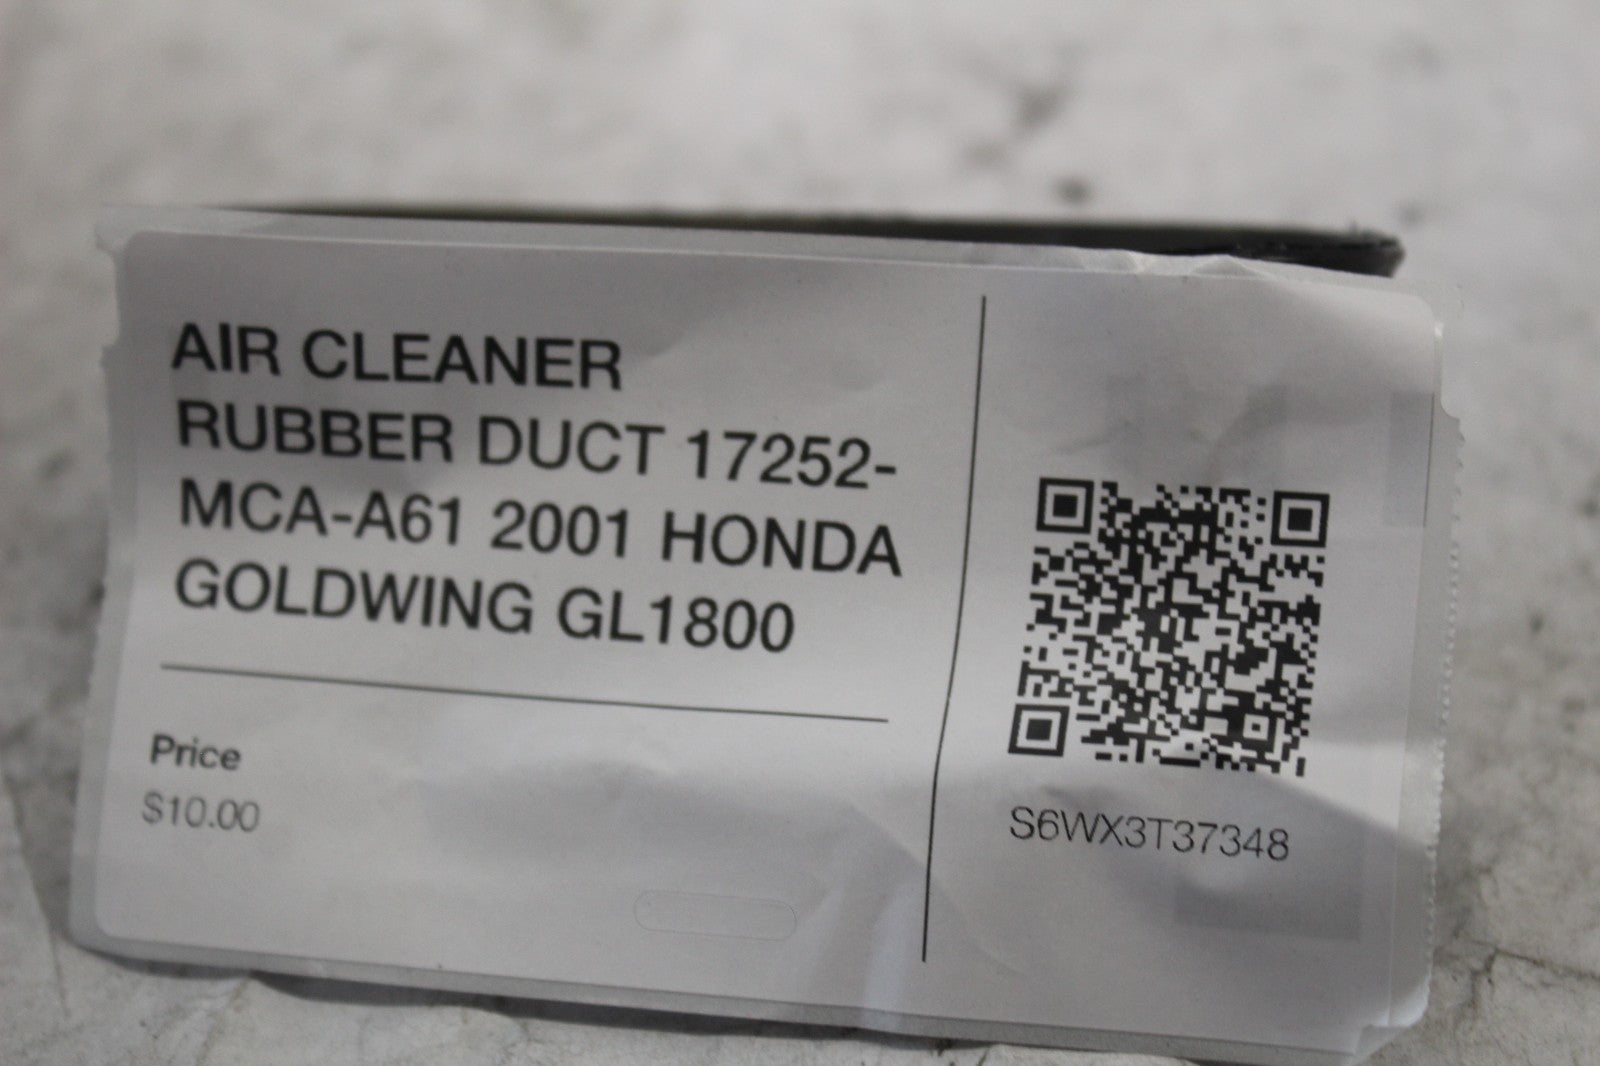 AIR CLEANER
RUBBER DUCT 17252-
MCA-A61 2001 HONDA
GOLDWING GL1800
Price
$10.00
S6WX3T37348